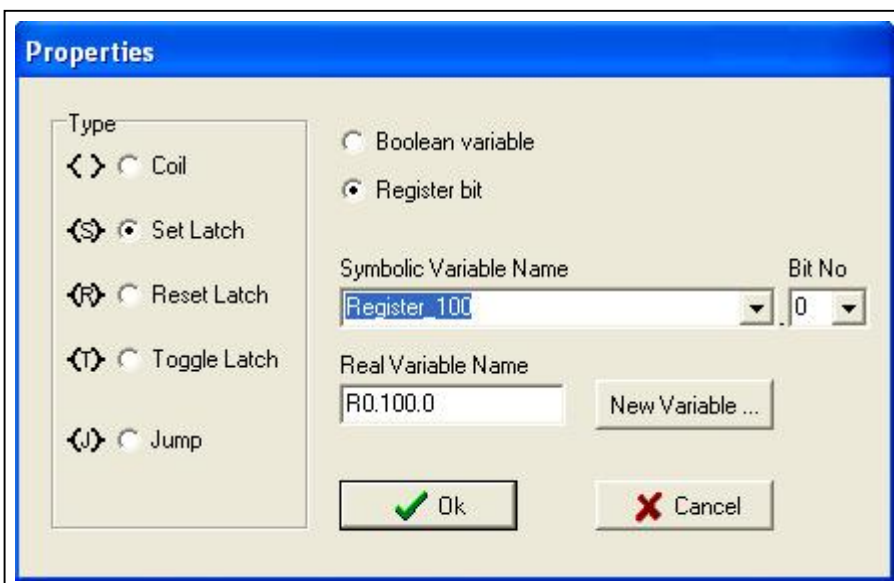 Properties
Type
< > Coil
(S) Set Latch
(R) Reset Latch
(T) Toggle Latch
(J) Jump
Boolean variable
Register bit
Symbolic Variable Name Bit No
Register_100 . 0
Real Variable Name
R0.100.0 New Variable ...
Ok Cancel